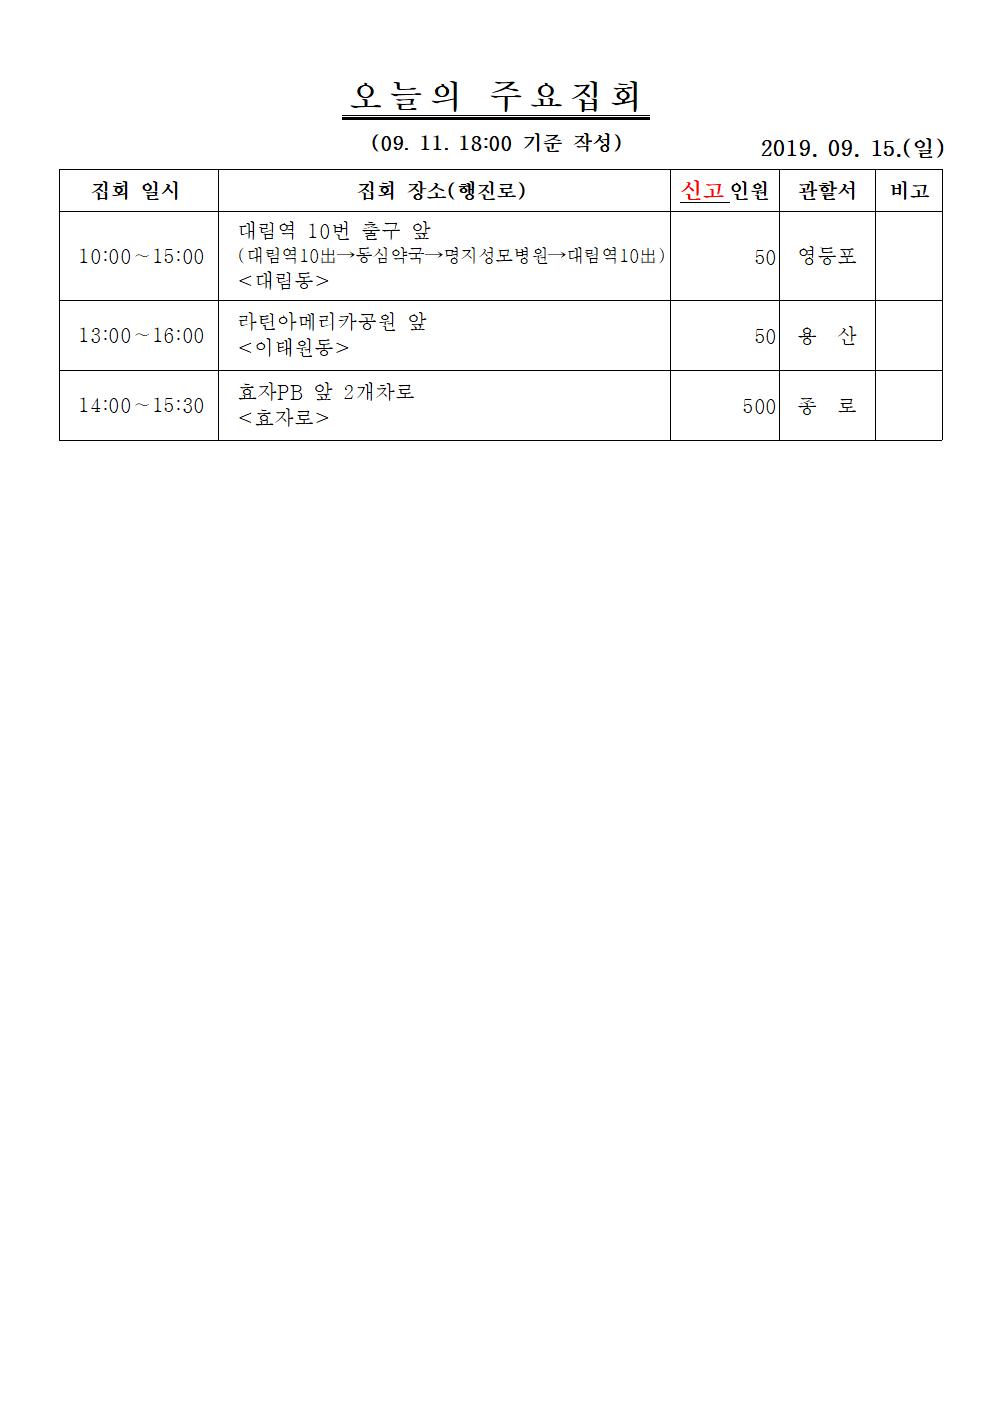 오늘의 주요집회
(09. 11. 18:00 기준 작성)
2019. 09. 15.(일)
집회 일시 집회 장소(행진로) 신고인원 관할서 비고
대림역 10번 출구 앞
10:00~15:00 (대림역10出→동심약국→명지성모병원→대림역10出) 50 영등포
<대림동>
라틴아메리카공원 앞
13:00~16:00 50 용 산
<이태원동>
효자PB 앞 2개차로
14:00~15:30 500 종 로
<효자로>